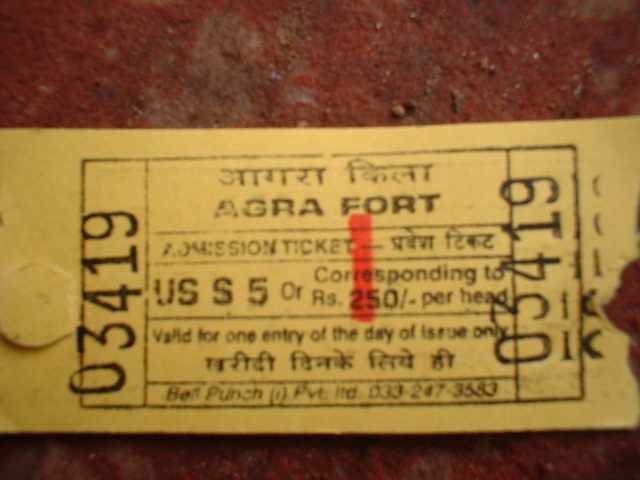 आगरा किला
AGRA FORT
ADMISSION TICKET — प्रवेश टिकट
US $ 5 Or Corresponding to
Rs. 250/- per head
Valid for one entry of the day of issue only
खरीदी दिनके लिये ही
Bell Punch (I) Pvt. ltd. 033-247-3583
03419
03419